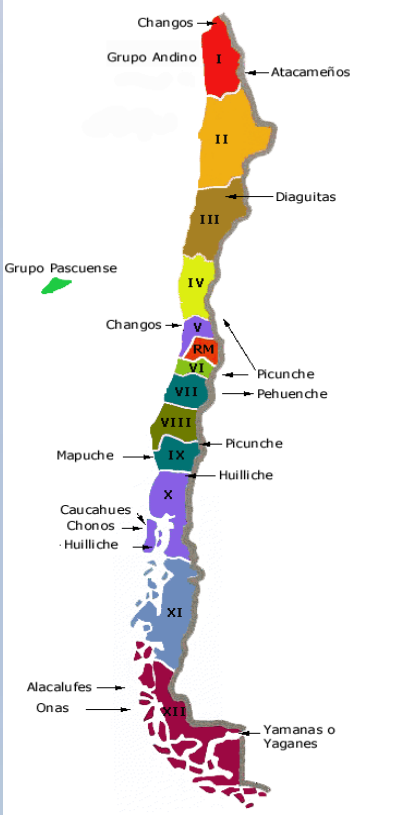 Changos
Grupo Andino
I
Atacameños
II
Diaguitas
III
Grupo Pascuense
IV
Changos
V
RM
Picunche
VI
VII
Pehuenche
VIII
Picunche
Mapuche
IX
Huilliche
X
Caucahues
Chonos
Huilliche
XI
Alacalufes
Onas
XII
Yamanas o
Yaganes